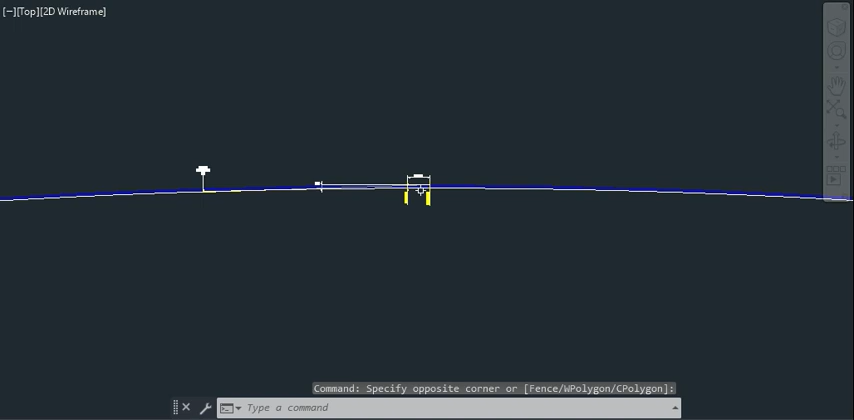 [−][Top][2D Wireframe]
Command: Specify opposite corner or [Fence/WPolygon/CPolygon]:
Type a command